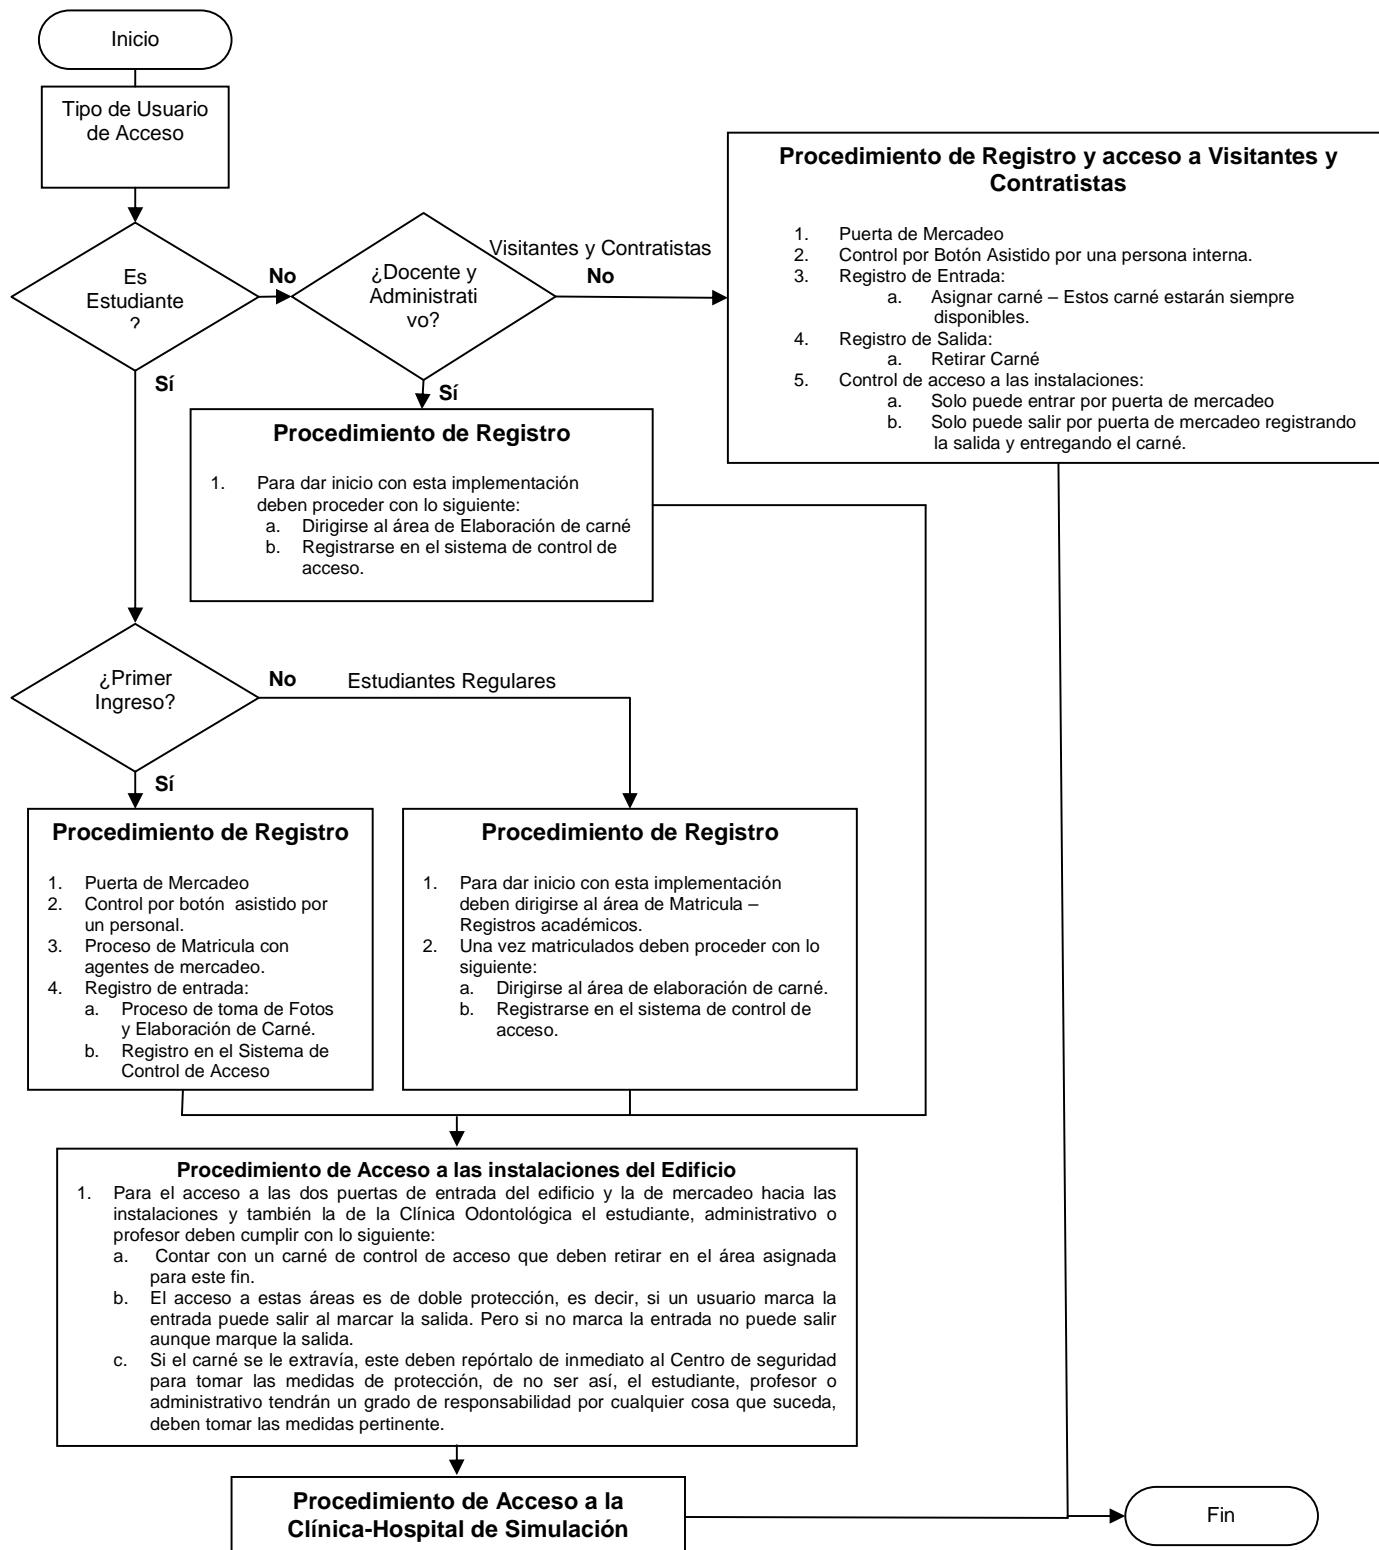 Inicio
Tipo de Usuario
de Acceso
Es
Estudiante
?
No
Sí
¿Docente y
Administrati
vo?
Visitantes y Contratistas
No
Sí
Procedimiento de Registro y acceso a Visitantes y
Contratistas
1. Puerta de Mercadeo
2. Control por Botón Asistido por una persona interna.
3. Registro de Entrada:
a. Asignar carné – Estos carné estarán siempre
disponibles.
4. Registro de Salida:
a. Retirar Carné
5. Control de acceso a las instalaciones:
a. Solo puede entrar por puerta de mercadeo
b. Solo puede salir por puerta de mercadeo registrando
la salida y entregando el carné.
Procedimiento de Registro
1. Para dar inicio con esta implementación
deben proceder con lo siguiente:
a. Dirigirse al área de Elaboración de carné
b. Registrarse en el sistema de control de
acceso.
¿Primer
Ingreso?
No
Estudiantes Regulares
Sí
Procedimiento de Registro
1. Puerta de Mercadeo
2. Control por botón asistido por
un personal.
3. Proceso de Matricula con
agentes de mercadeo.
4. Registro de entrada:
a. Proceso de toma de Fotos
y Elaboración de Carné.
b. Registro en el Sistema de
Control de Acceso
Procedimiento de Registro
1. Para dar inicio con esta implementación
deben dirigirse al área de Matricula –
Registros académicos.
2. Una vez matriculados deben proceder con lo
siguiente:
a. Dirigirse al área de elaboración de carné.
b. Registrarse en el sistema de control de
acceso.
Procedimiento de Acceso a las instalaciones del Edificio
1. Para el acceso a las dos puertas de entrada del edificio y la de mercadeo hacia las
instalaciones y también la de la Clínica Odontológica el estudiante, administrativo o
profesor deben cumplir con lo siguiente:
a. Contar con un carné de control de acceso que deben retirar en el área asignada
para este fin.
b. El acceso a estas áreas es de doble protección, es decir, si un usuario marca la
entrada puede salir al marcar la salida. Pero si no marca la entrada no puede salir
aunque marque la salida.
c. Si el carné se le extravía, este deben repórtalo de inmediato al Centro de seguridad
para tomar las medidas de protección, de no ser así, el estudiante, profesor o
administrativo tendrán un grado de responsabilidad por cualquier cosa que suceda,
deben tomar las medidas pertinente.
Procedimiento de Acceso a la
Clínica-Hospital de Simulación
Fin